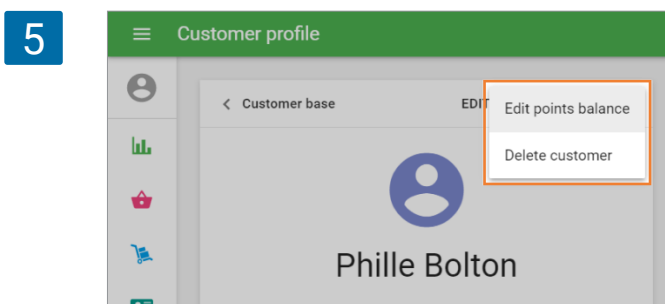 5
Customer profile
Customer base
EDIT
Edit points balance
Delete customer
Phille Bolton